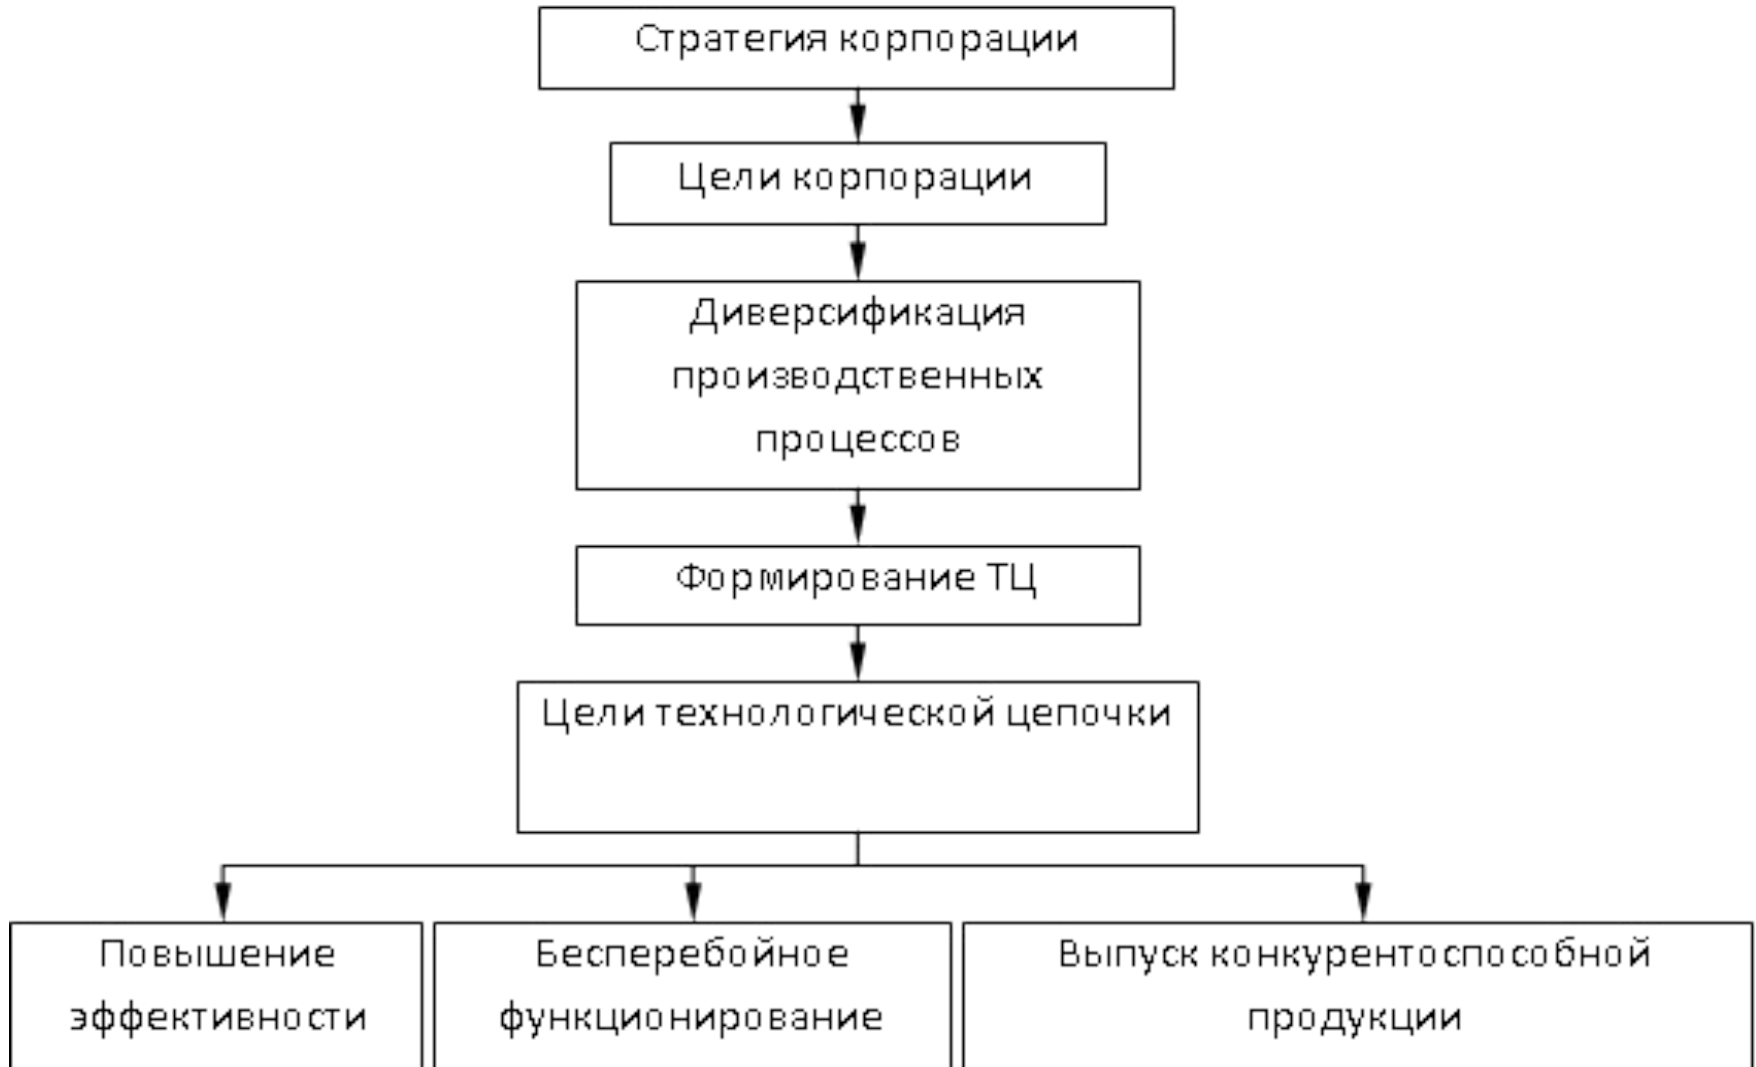 Стратегия корпорации
Цели корпорации
Диверсификация
производственных
процессов
Формирование ТЦ
Цели технологической цепочки
Повышение
эффективности
Бесперебойное
функционирование
Выпуск конкурентоспособной
продукции